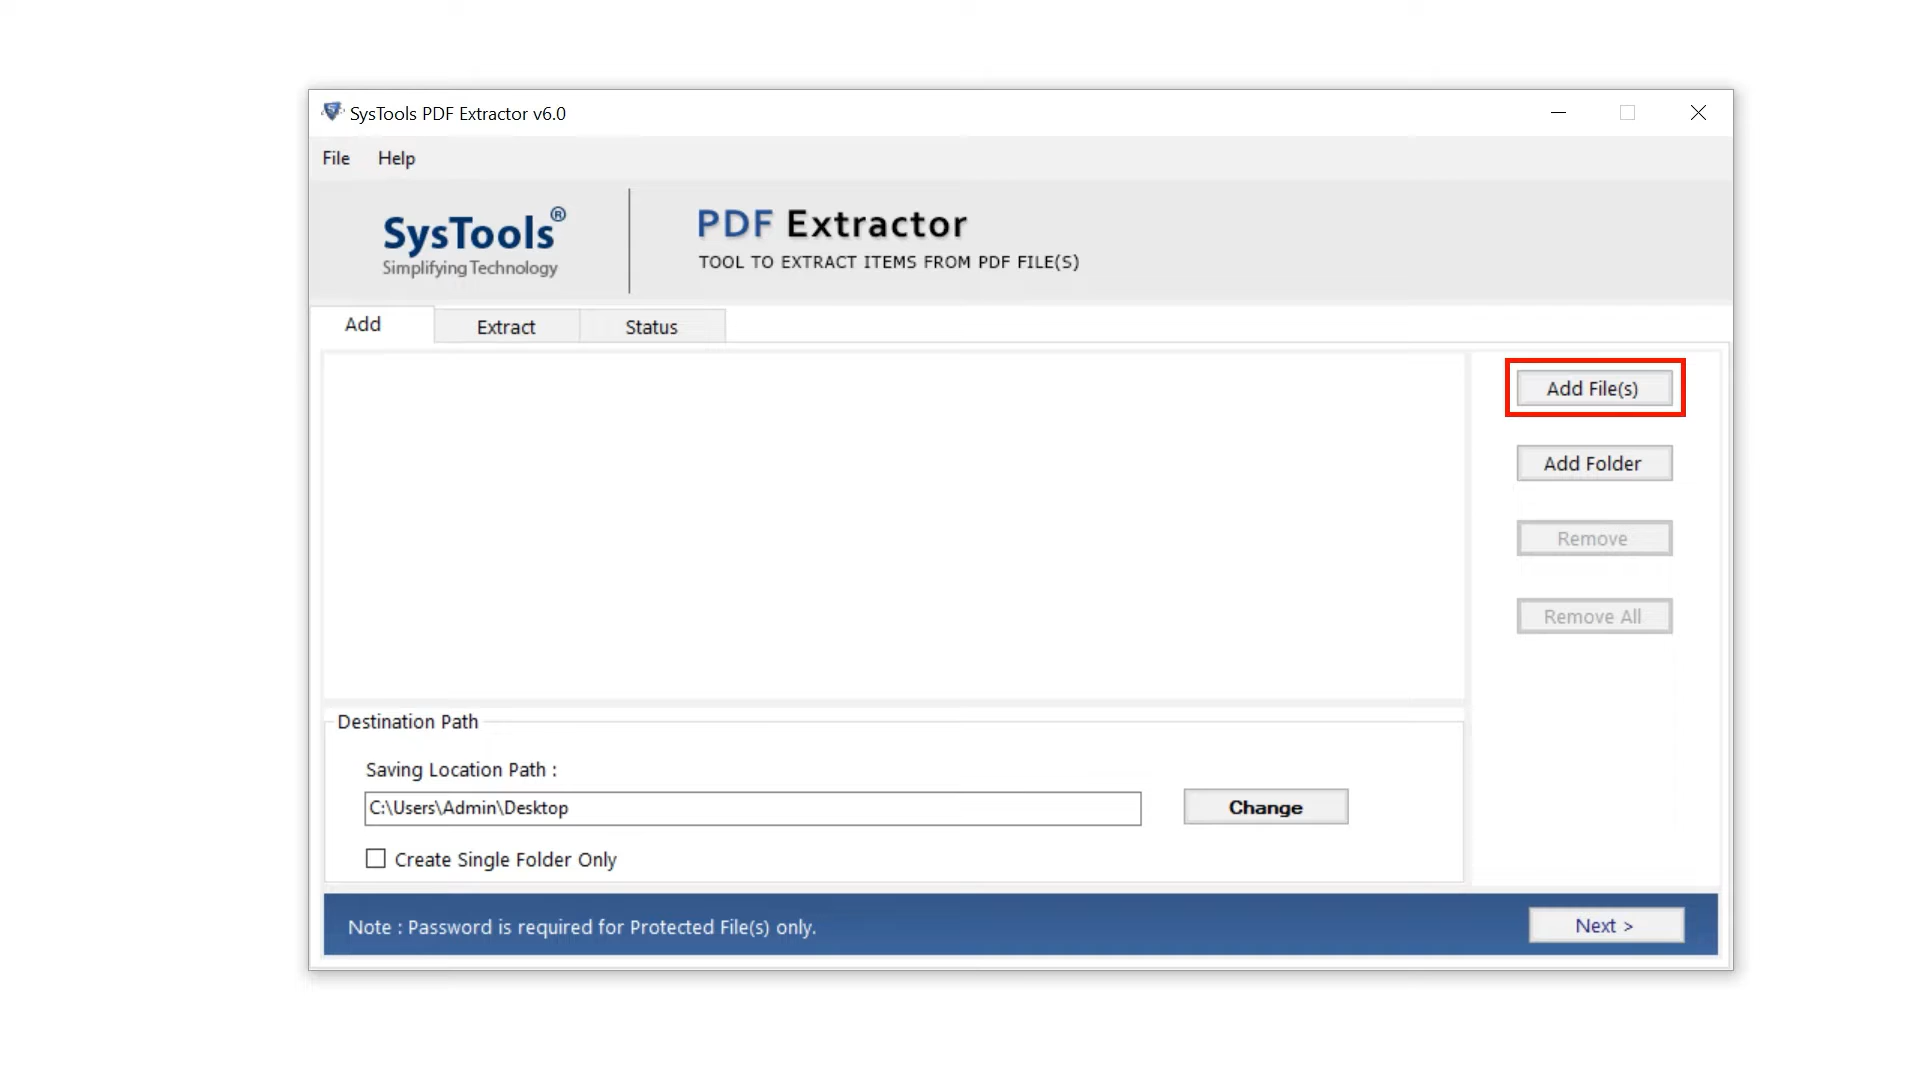 SysTools PDF Extractor v6.0
File Help
SysTools®
Simplifying Technology
PDF Extractor
TOOL TO EXTRACT ITEMS FROM PDF FILE(S)
Add Extract Status
Add File(s)
Add Folder
Remove
Remove All
Destination Path
Saving Location Path :
C:\Users\Admin\Desktop
Change
Create Single Folder Only
Note : Password is required for Protected File(s) only.
Next >